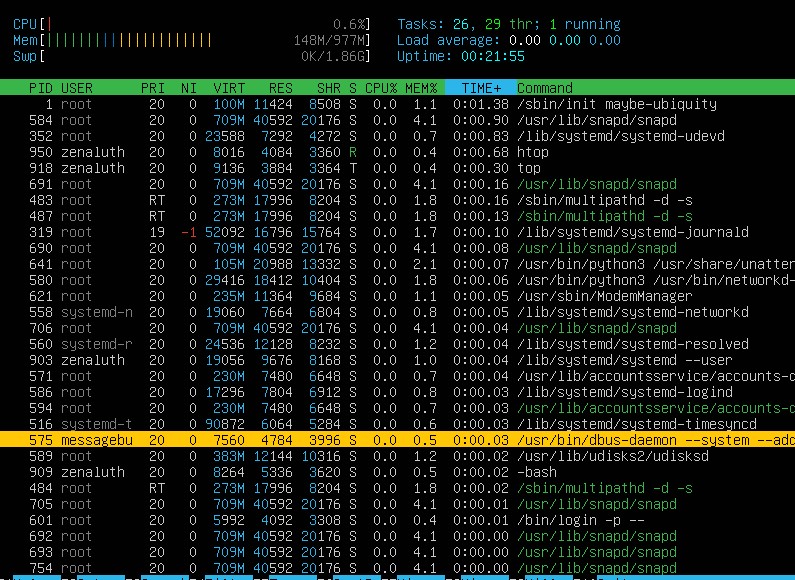 CPU[| 0.6%] Tasks: 26, 29 thr; 1 running
Mem[||||||||||||||||||||||||| 148M/977M] Load average: 0.00 0.00 0.00
Swp[ 0K/1.86G] Uptime: 00:21:55
PID USER PRI NI VIRT RES SHR S CPU% MEM% TIME+ Command
1 root 20 0 100M 11424 8508 S 0.0 1.1 0:01.38 /sbin/init maybe-ubiquity
584 root 20 0 709M 40592 20176 S 0.0 4.1 0:00.90 /usr/lib/snapd/snapd
352 root 20 0 23588 7292 4272 S 0.0 0.7 0:00.83 /lib/systemd/systemd-udevd
950 zenaluth 20 0 8016 4084 3360 R 0.0 0.4 0:00.68 htop
918 zenaluth 20 0 9136 3884 3364 T 0.0 0.4 0:00.30 top
691 root 20 0 709M 40592 20176 S 0.0 4.1 0:00.16 /usr/lib/snapd/snapd
483 root RT 0 273M 17996 8204 S 0.0 1.8 0:00.16 /sbin/multipathd -d -s
487 root RT 0 273M 17996 8204 S 0.0 1.8 0:00.13 /sbin/multipathd -d -s
319 root 19 -1 52092 16796 15764 S 0.0 1.7 0:00.10 /lib/systemd/systemd-journald
690 root 20 0 709M 40592 20176 S 0.0 4.1 0:00.08 /usr/lib/snapd/snapd
641 root 20 0 105M 20988 13332 S 0.0 2.1 0:00.07 /usr/bin/python3 /usr/share/unatten
580 root 20 0 29416 18412 10404 S 0.0 1.8 0:00.06 /usr/bin/python3 /usr/bin/networkd-
621 root 20 0 235M 11364 9684 S 0.0 1.1 0:00.05 /usr/sbin/ModemManager
558 systemd-n 20 0 19060 7664 6804 S 0.0 0.8 0:00.05 /lib/systemd/systemd-networkd
706 root 20 0 709M 40592 20176 S 0.0 4.1 0:00.04 /usr/lib/snapd/snapd
560 systemd-r 20 0 24536 12128 8232 S 0.0 1.2 0:00.04 /lib/systemd/systemd-resolved
903 zenaluth 20 0 19056 9676 8168 S 0.0 1.0 0:00.04 /lib/systemd/systemd --user
571 root 20 0 230M 7480 6648 S 0.0 0.7 0:00.04 /usr/lib/accountsservice/accounts-d
586 root 20 0 17296 7804 6912 S 0.0 0.8 0:00.03 /lib/systemd/systemd-logind
594 root 20 0 230M 7480 6648 S 0.0 0.7 0:00.03 /usr/lib/accountsservice/accounts-d
516 systemd-t 20 0 90872 6064 5284 S 0.0 0.6 0:00.03 /lib/systemd/systemd-timesyncd
575 messagebu 20 0 7560 4784 3996 S 0.0 0.5 0:00.03 /usr/bin/dbus-daemon --system --add
589 root 20 0 383M 12144 10316 S 0.0 1.2 0:00.02 /usr/lib/udisks2/udisksd
909 zenaluth 20 0 8264 5336 3620 S 0.0 0.5 0:00.02 -bash
484 root RT 0 273M 17996 8204 S 0.0 1.8 0:00.02 /sbin/multipathd -d -s
705 root 20 0 709M 40592 20176 S 0.0 4.1 0:00.01 /usr/lib/snapd/snapd
601 root 20 0 5992 4092 3308 S 0.0 0.4 0:00.01 /bin/login -p --
692 root 20 0 709M 40592 20176 S 0.0 4.1 0:00.00 /usr/lib/snapd/snapd
693 root 20 0 709M 40592 20176 S 0.0 4.1 0:00.00 /usr/lib/snapd/snapd
754 root 20 0 709M 40592 20176 S 0.0 4.1 0:00.00 /usr/lib/snapd/snapd